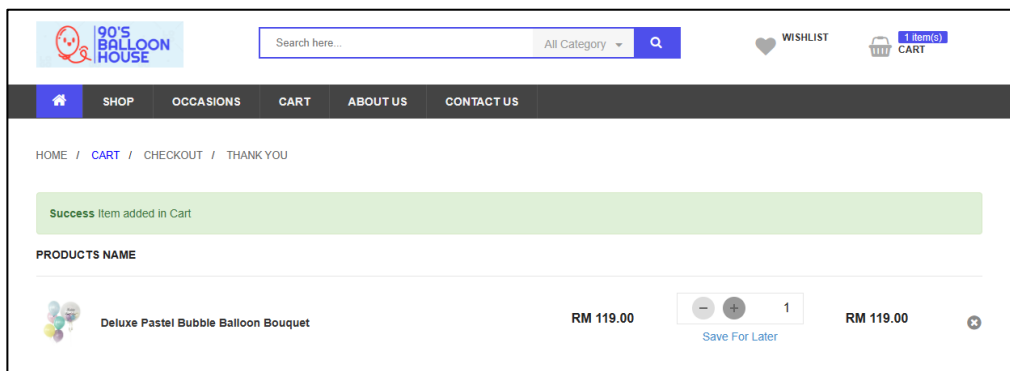 90'S
BALLOON
HOUSE
Search here...
All Category
WISHLIST
1 item(s)
CART
SHOP OCCASIONS CART ABOUT US CONTACT US
HOME / CART / CHECKOUT / THANK YOU
Success Item added in Cart
PRODUCTS NAME
Deluxe Pastel Bubble Balloon Bouquet RM 119.00 − + 1 RM 119.00
Save For Later